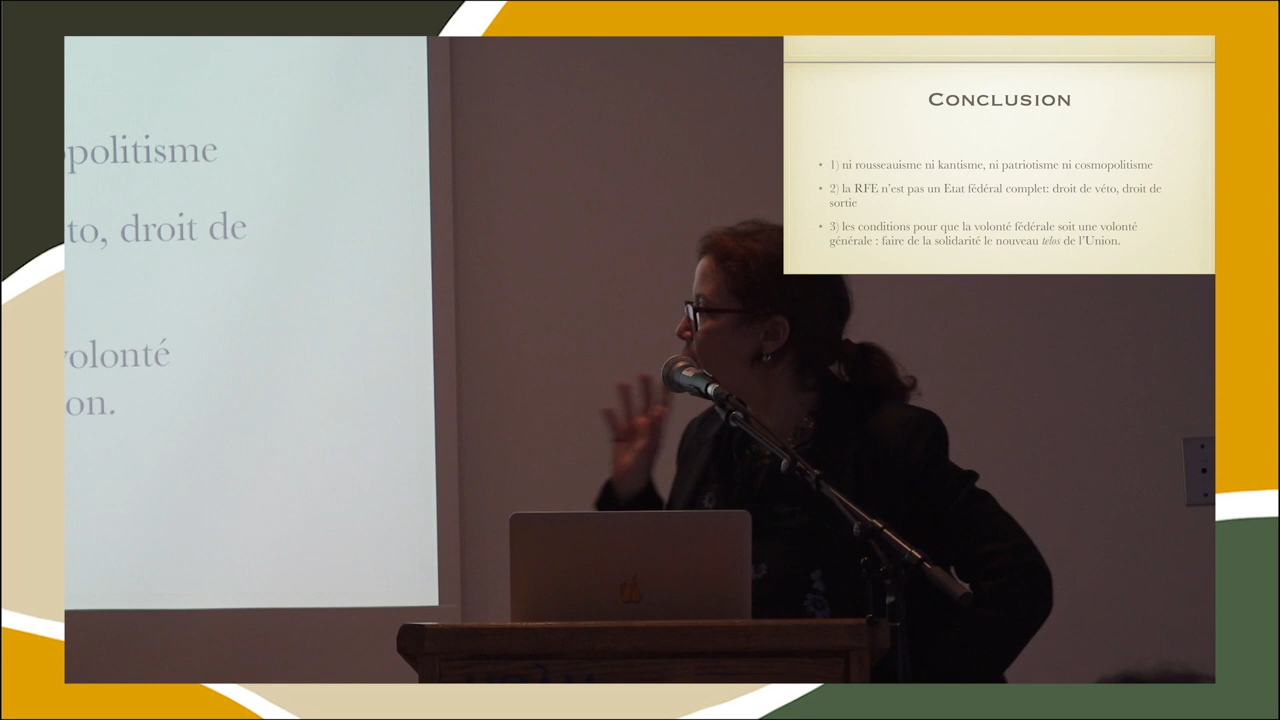 opolitisme
to, droit de
volonté
on.
CONCLUSION
• 1) ni rousseauisme ni kantisme, ni patriotisme ni cosmopolitisme
• 2) la RFE n'est pas un Etat fédéral complet: droit de véto, droit de
sortie
• 3) les conditions pour que la volonté fédérale soit une volonté
générale : faire de la solidarité le nouveau telos de l'Union.